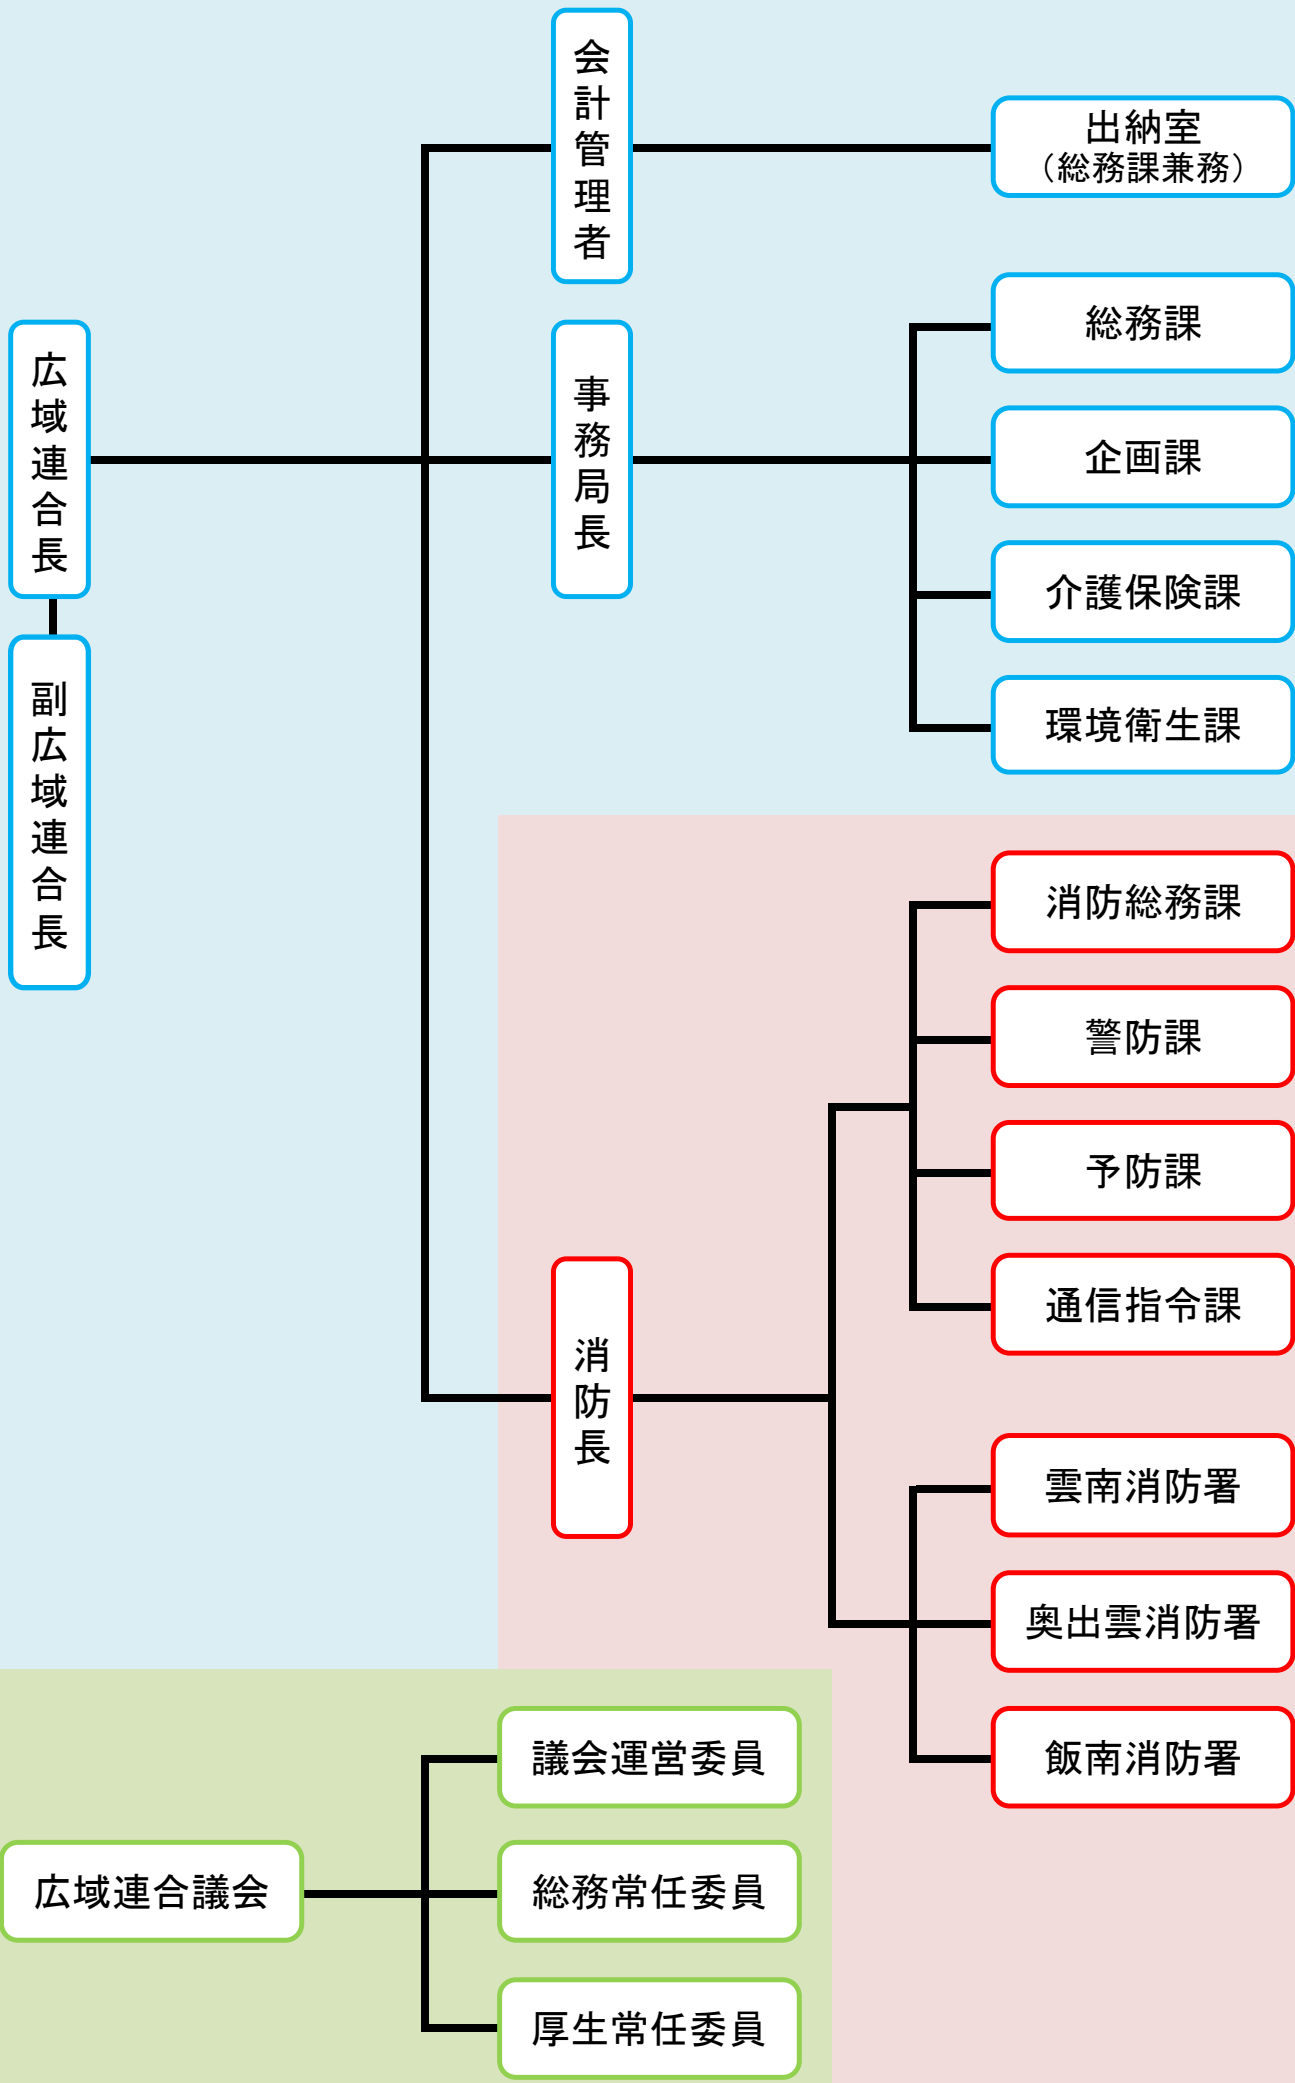 広域連合長
副広域連合長
会計管理者
出納室
（総務課兼務）
事務局長
総務課
企画課
介護保険課
環境衛生課
消防長
消防総務課
警防課
予防課
通信指令課
雲南消防署
奥出雲消防署
飯南消防署
広域連合議会
議会運営委員
総務常任委員
厚生常任委員